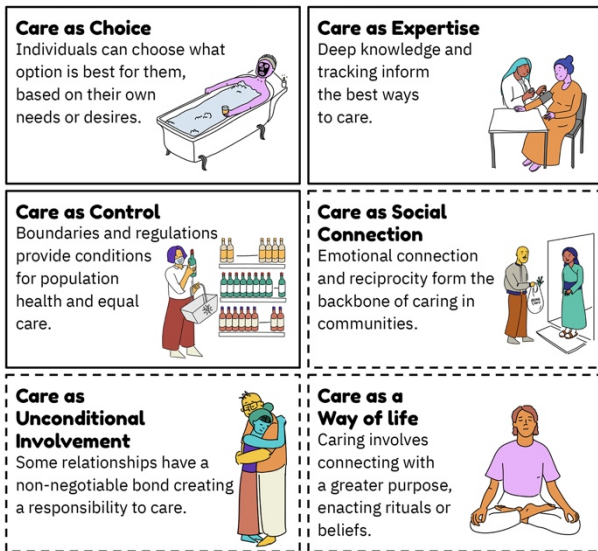 Care as Choice
Individuals can choose what
option is best for them,
based on their own
needs or desires.
Care as Expertise
Deep knowledge and
tracking inform
the best ways
to care.
Care as Control
Boundaries and regulations
provide conditions
for population
health and equal
care.
Care as Social
Connection
Emotional connection
and reciprocity form the
backbone of caring in
communities.
Care as
Unconditional
Involvement
Some relationships have a
non-negotiable bond creating
a responsibility to care.
Care as a
Way of life
Caring involves
connecting with
a greater purpose,
enacting rituals or
beliefs.